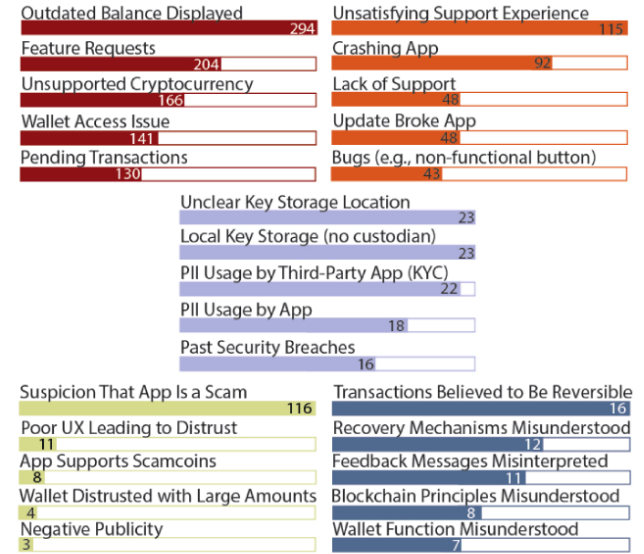 Outdated Balance Displayed
294
Feature Requests
204
Unsupported Cryptocurrency
166
Wallet Access Issue
141
Pending Transactions
130
Unsatisfying Support Experience
115
Crashing App
92
Lack of Support
48
Update Broke App
48
Bugs (e.g., non-functional button)
43
Unclear Key Storage Location
23
Local Key Storage (no custodian)
23
PII Usage by Third-Party App (KYC)
22
PII Usage by App
18
Past Security Breaches
16
Suspicion That App Is a Scam
116
Poor UX Leading to Distrust
11
App Supports Scamcoins
8
Wallet Distrusted with Large Amounts
4
Negative Publicity
3
Transactions Believed to Be Reversible
16
Recovery Mechanisms Misunderstood
12
Feedback Messages Misinterpreted
11
Blockchain Principles Misunderstood
8
Wallet Function Misunderstood
7